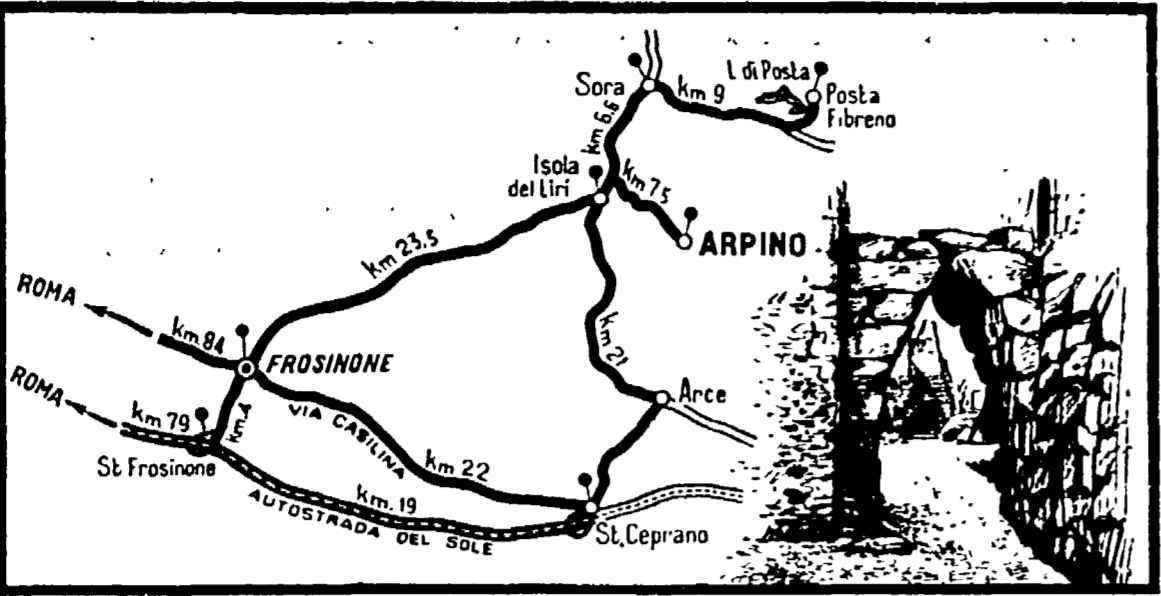 L di Posta
Sora
km 9
Posta
Fibreno
km 6.6
Isola
del Liri
km 7.5
ARPINO
km 23.5
ROMA
km 84
FROSINONE
km 21
ROMA
km 79
km 4
VIA CASILINA
Arce
St Frosinone
km 22
km. 19
AUTOSTRADA DEL SOLE
St. Ceprano